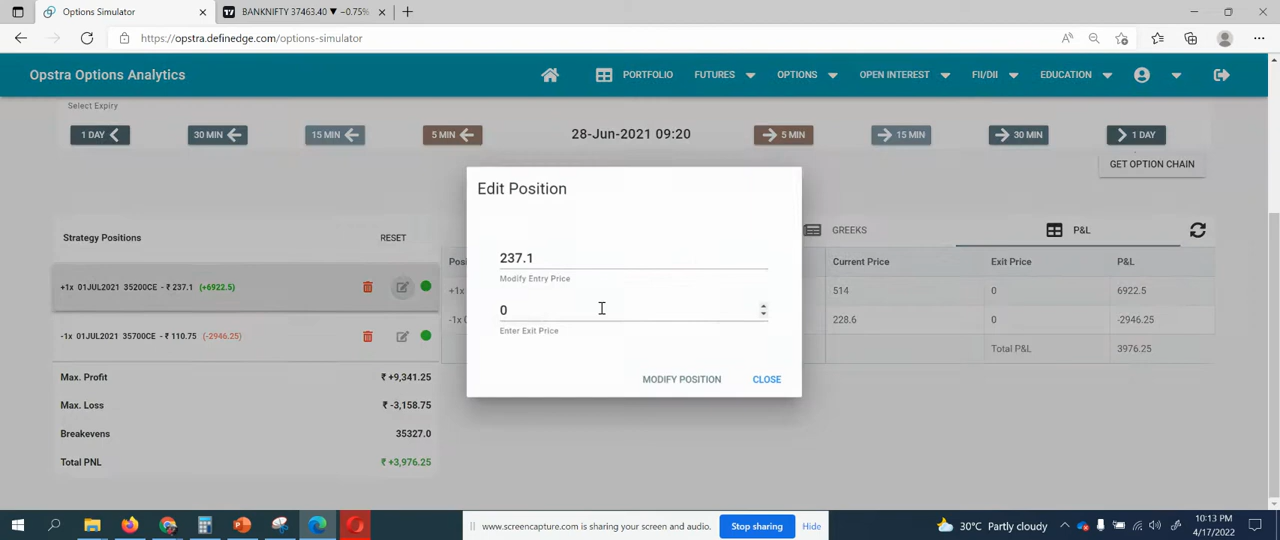 Options Simulator
BANKNIFTY 37463.40 ▼ −0.75%
https://opstra.definedge.com/options-simulator
Opstra Options Analytics
PORTFOLIO
FUTURES
OPTIONS
OPEN INTEREST
FII/DII
EDUCATION
Select Expiry
1 DAY
30 MIN
15 MIN
5 MIN
28-Jun-2021 09:20
5 MIN
15 MIN
30 MIN
1 DAY
GET OPTION CHAIN
Edit Position
237.1
Modify Entry Price
0
Enter Exit Price
MODIFY POSITION
CLOSE
Strategy Positions
RESET
GREEKS
P&L
+1x 01JUL2021 35200CE - ₹ 237.1 (+6922.5)
-1x 01JUL2021 35700CE - ₹ 110.75 (-2946.25)
Current Price
Exit Price
P&L
+1x
514
0
6922.5
228.6
0
-2946.25
Total P&L
3976.25
Max. Profit
₹ +9,341.25
Max. Loss
₹ -3,158.75
Breakevens
35327.0
Total PNL
₹ +3,976.25
www.screencapture.com is sharing your screen and audio.
Stop sharing
Hide
30°C Partly cloudy
10:13 PM
4/17/2022